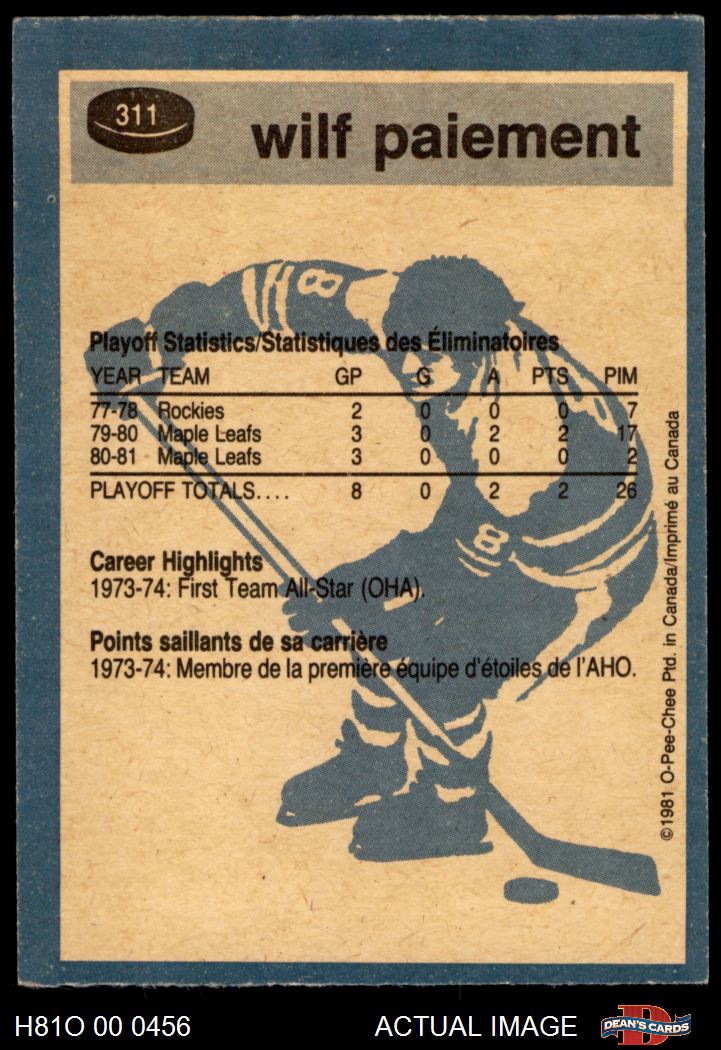 311
wilf paiement
8
Playoff Statistics/Statistiques des Éliminatoires
YEAR TEAM GP G A PTS PIM
77-78 Rockies 2 0 0 0 7
79-80 Maple Leafs 3 0 2 2 17
80-81 Maple Leafs 3 0 0 0 2
PLAYOFF TOTALS.... 8 0 2 2 26
8
Career Highlights
1973-74: First Team All-Star (OHA).
Points saillants de sa carrière
1973-74: Membre de la première équipe d'étoiles de l'AHO.
©1981 O-Pee-Chee Ptd. in Canada/Imprimé au Canada
H81O 00 0456 ACTUAL IMAGE D DEAN'S CARDS